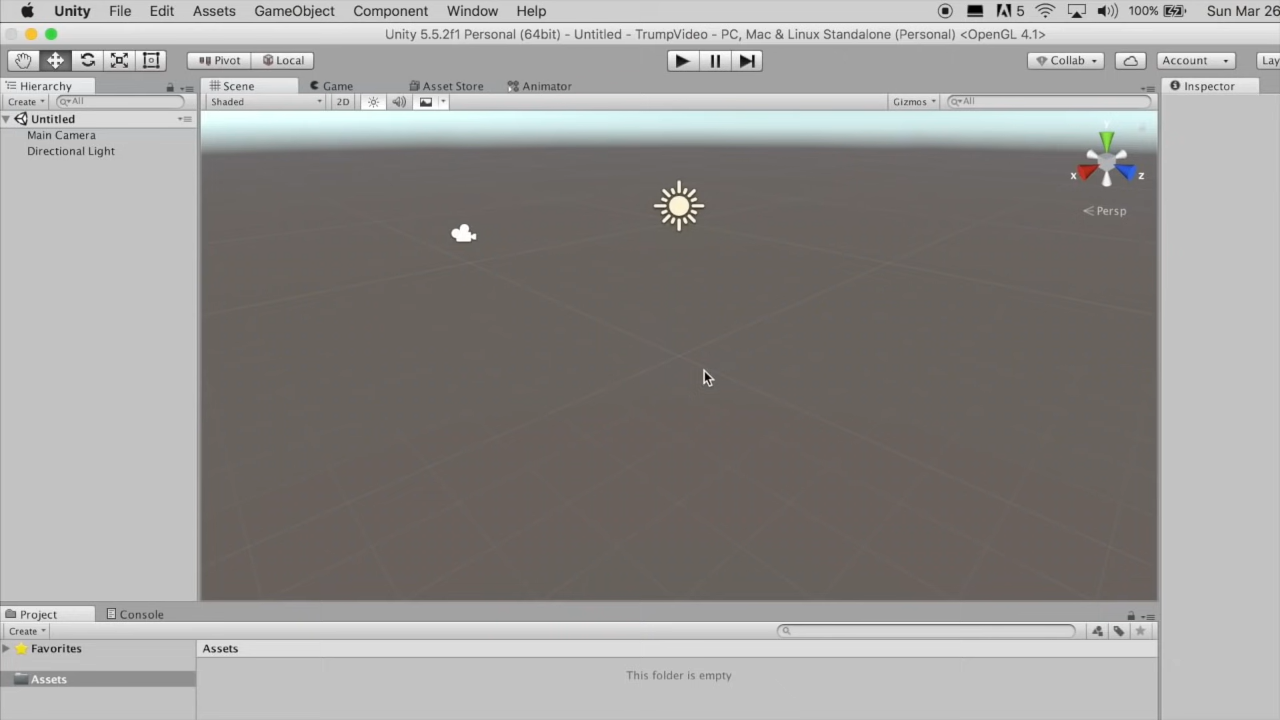 Unity File Edit Assets GameObject Component Window Help 5 100% Sun Mar 26
Unity 5.5.2f1 Personal (64bit) - Untitled - TrumpVideo - PC, Mac & Linux Standalone (Personal) <OpenGL 4.1>
Pivot Local Collab Account Lay
Hierarchy Scene Game Asset Store Animator Inspector
Create All Shaded 2D Gizmos All
Untitled
Main Camera
Directional Light
y
x z
Persp
Project Console
Create
Favorites Assets
This folder is empty
Assets